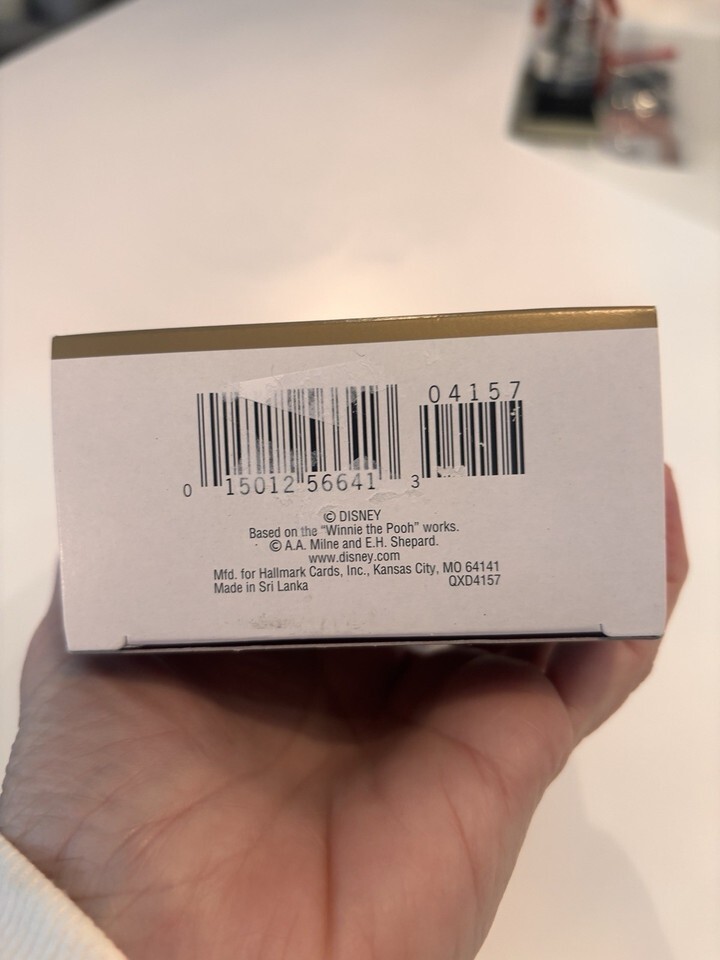 04157
0 15012 56641 3
© DISNEY
Based on the "Winnie the Pooh" works.
© A.A. Milne and E.H. Shepard.
www.disney.com
Mfd. for Hallmark Cards, Inc., Kansas City, MO 64141
Made in Sri Lanka QXD4157